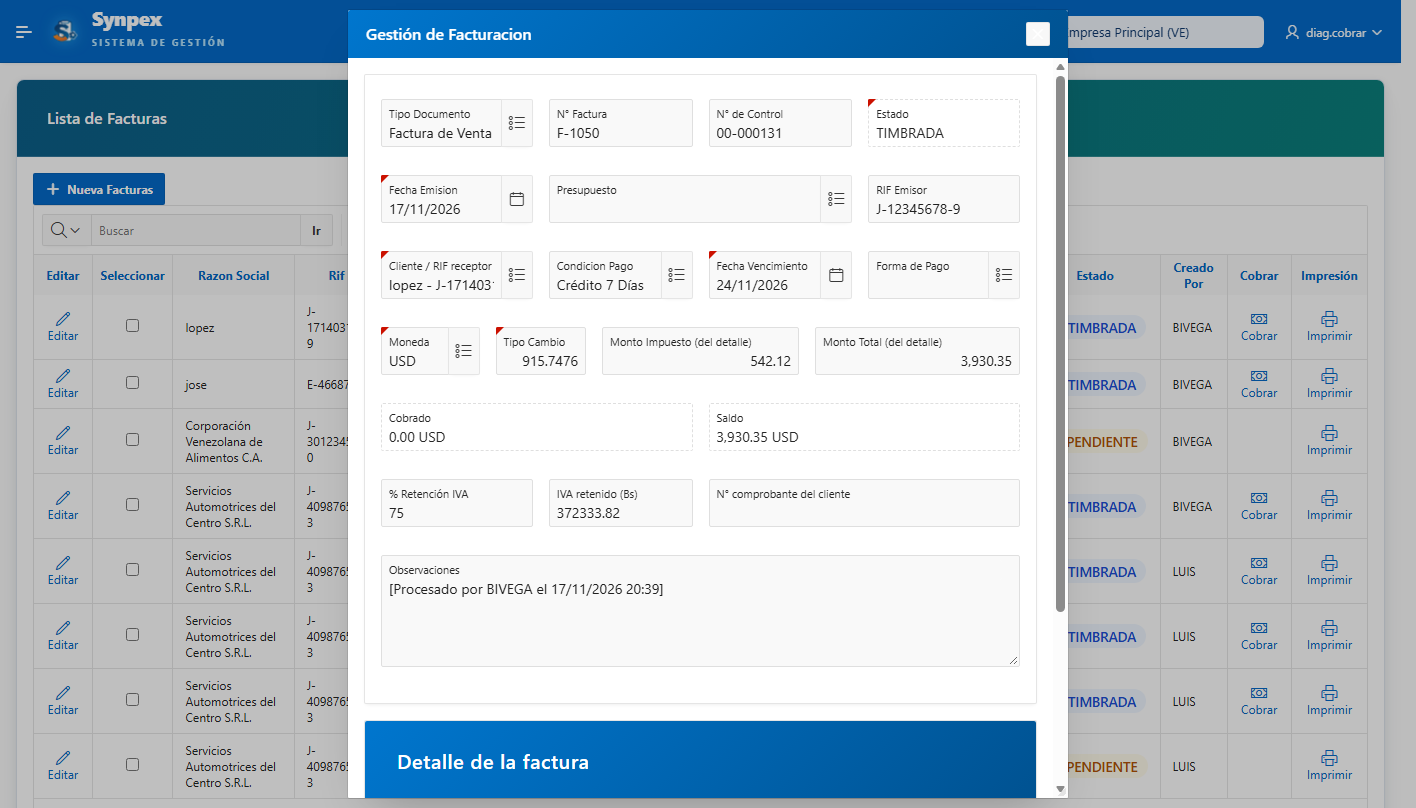 Synpex
SISTEMA DE GESTIÓN
mpresa Principal (VE)
diag.cobrar
Lista de Facturas
Nueva Facturas
Buscar
Ir
Editar
Seleccionar
Razon Social
Rif
Estado
Creado
Por
Cobrar
Impresión
Editar
lopez
J-
171403
9
TIMBRADA
BIVEGA
Cobrar
Imprimir
Editar
jose
E-46687
TIMBRADA
BIVEGA
Cobrar
Imprimir
Editar
Corporación
Venezolana de
Alimentos C.A.
J-
301234
0
PENDIENTE
BIVEGA
Imprimir
Editar
Servicios
Automotrices del
Centro S.R.L.
J-
409876
3
TIMBRADA
BIVEGA
Cobrar
Imprimir
Editar
Servicios
Automotrices del
Centro S.R.L.
J-
409876
3
TIMBRADA
LUIS
Cobrar
Imprimir
Editar
Servicios
Automotrices del
Centro S.R.L.
J-
409876
3
TIMBRADA
LUIS
Cobrar
Imprimir
Editar
Servicios
Automotrices del
Centro S.R.L.
J-
409876
3
TIMBRADA
LUIS
Cobrar
Imprimir
Editar
Servicios
Automotrices del
Centro S.R.L.
J-
409876
3
PENDIENTE
LUIS
Imprimir
Gestión de Facturacion
Tipo Documento
Factura de Venta
N° Factura
F-1050
N° de Control
00-000131
Estado
TIMBRADA
Fecha Emision
17/11/2026
Presupuesto
RIF Emisor
J-12345678-9
Cliente / RIF receptor
lopez - J-171403
Condicion Pago
Crédito 7 Días
Fecha Vencimiento
24/11/2026
Forma de Pago
Moneda
USD
Tipo Cambio
915.7476
Monto Impuesto (del detalle)
542.12
Monto Total (del detalle)
3,930.35
Cobrado
0.00 USD
Saldo
3,930.35 USD
% Retención IVA
75
IVA retenido (Bs)
372333.82
N° comprobante del cliente
Observaciones
[Procesado por BIVEGA el 17/11/2026 20:39]
Detalle de la factura